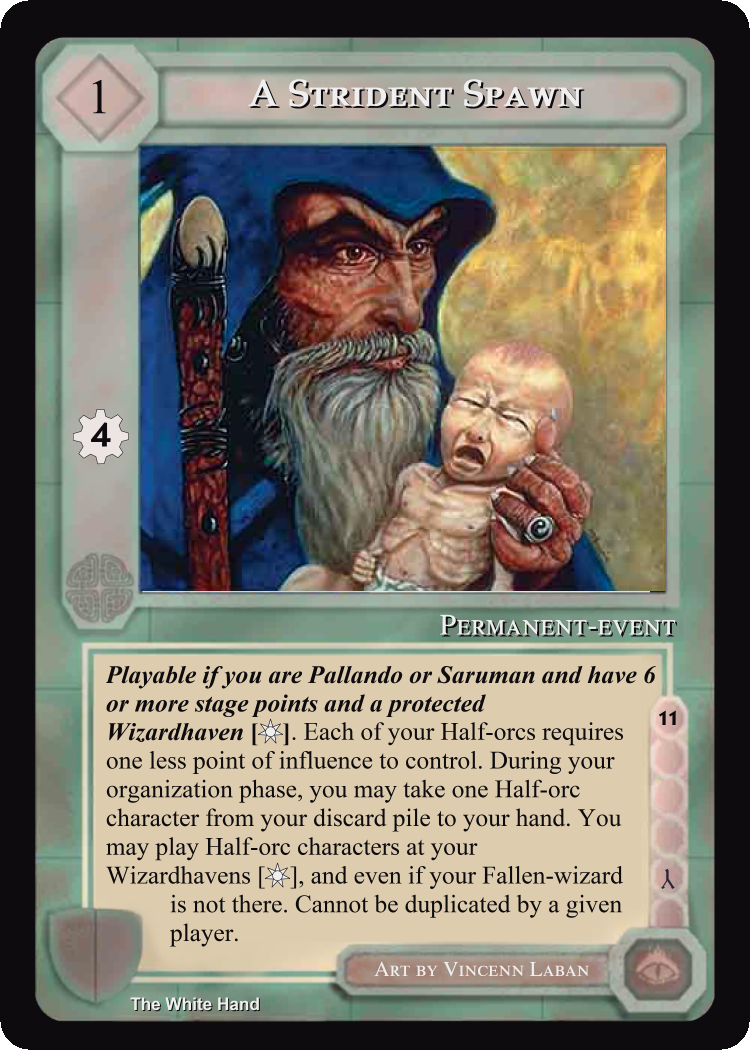 1
A Strident Spawn
4
Permanent-event
Playable if you are Pallando or Saruman and have 6
or more stage points and a protected
Wizardhaven []. Each of your Half-orcs requires
one less point of influence to control. During your
organization phase, you may take one Half-orc
character from your discard pile to your hand. You
may play Half-orc characters at your
Wizardhavens [], and even if your Fallen-wizard
is not there. Cannot be duplicated by a given
player.
11
Art by Vincenn Laban
The White Hand